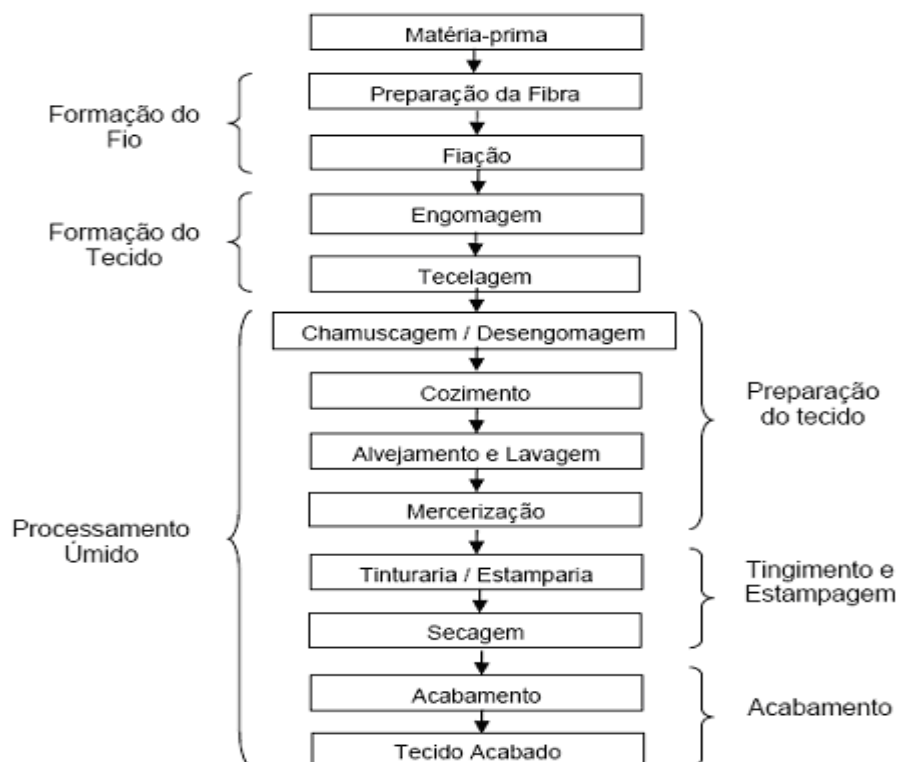 Matéria-prima
Formação do
Fio
Preparação da Fibra
Fiação
Formação do
Tecido
Engomagem
Tecelagem
Processamento
Úmido
Chamuscagem / Desengomagem
Cozimento
Alvejamento e Lavagem
Mercerização
Preparação
do tecido
Tinturaria / Estamparia
Secagem
Tingimento e
Estampagem
Acabamento
Tecido Acabado
Acabamento